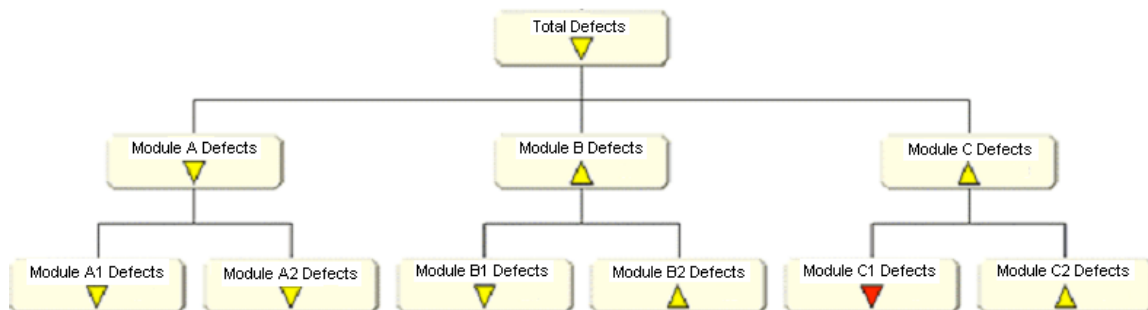 Total Defects
Module A Defects
Module B Defects
Module C Defects
Module A1 Defects
Module A2 Defects
Module B1 Defects
Module B2 Defects
Module C1 Defects
Module C2 Defects